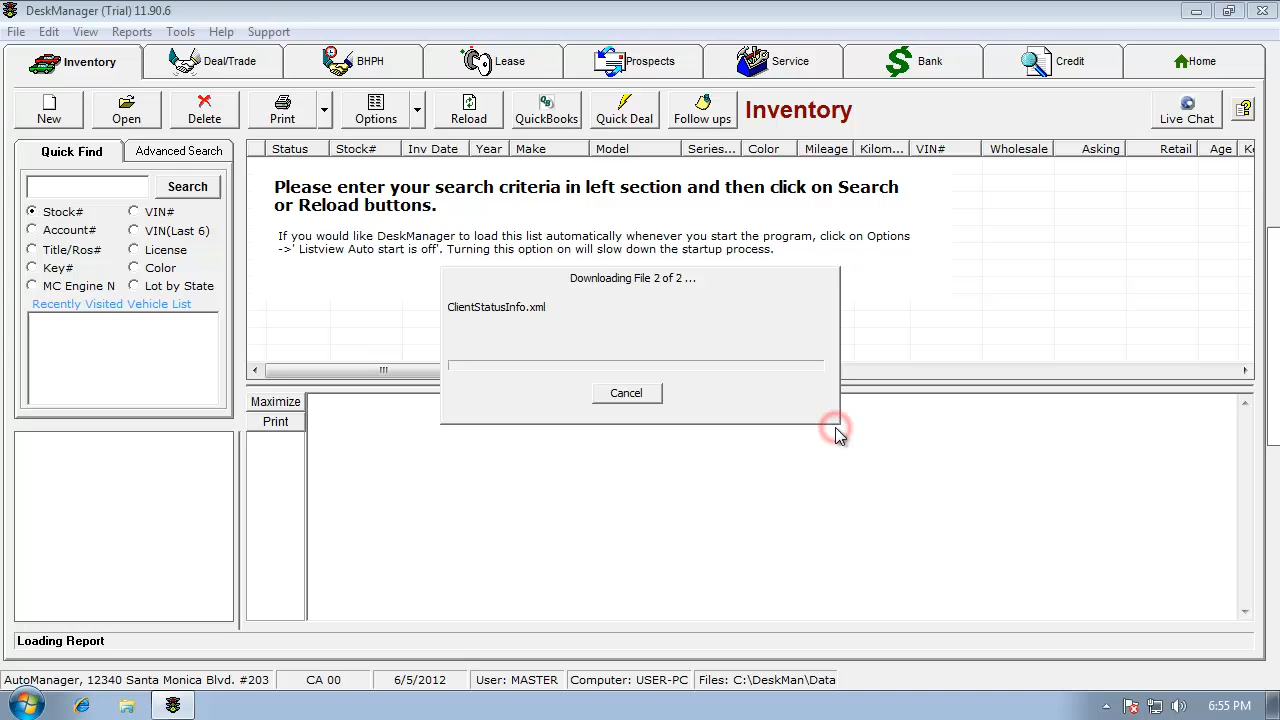 DeskManager (Trial) 11.90.6
File Edit View Reports Tools Help Support
Inventory Deal/Trade BHPH Lease Prospects Service Bank Credit Home
New Open Delete Print Options Reload QuickBooks Quick Deal Follow ups Inventory Live Chat
Quick Find Advanced Search
Status Stock# Inv Date Year Make Model Series... Color Mileage Kilom... VIN# Wholesale Asking Retail Age Ke
Search
Stock# VIN#
Account# VIN(Last 6)
Title/Ros# License
Key# Color
MC Engine N Lot by State
Recently Visited Vehicle List
Please enter your search criteria in left section and then click on Search
or Reload buttons.
If you would like DeskManager to load this list automatically whenever you start the program, click on Options
->' Listview Auto start is off'. Turning this option on will slow down the startup process.
Downloading File 2 of 2 ...
ClientStatusInfo.xml
Cancel
Maximize
Print
Loading Report
AutoManager, 12340 Santa Monica Blvd. #203 CA 00 6/5/2012 User: MASTER Computer: USER-PC Files: C:\DeskMan\Data
6:55 PM